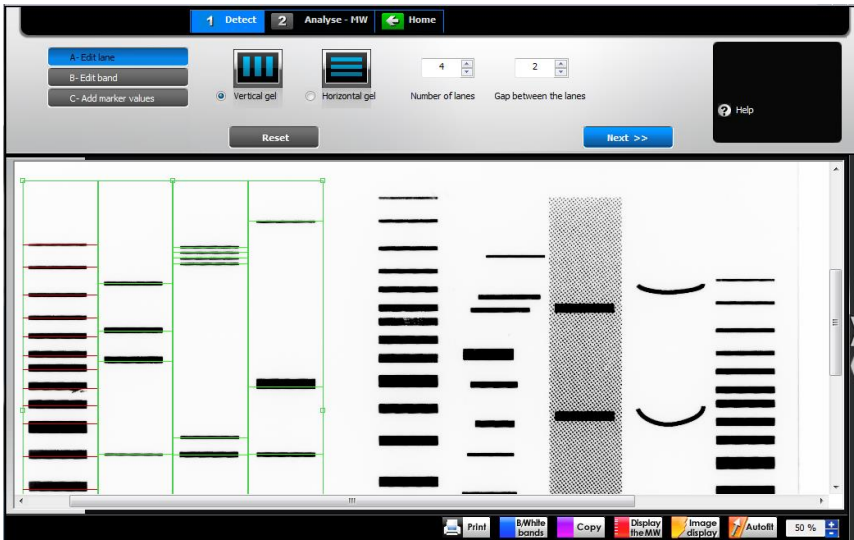 1 Detect 2 Analyse - MW Home
A- Edit lane
B- Edit band
C- Add marker values
Vertical gel Horizontal gel
4 2
Number of lanes Gap between the lanes
Help
Reset Next >>
Print B/White bands Copy Display the MW Image display Autofit 50 %